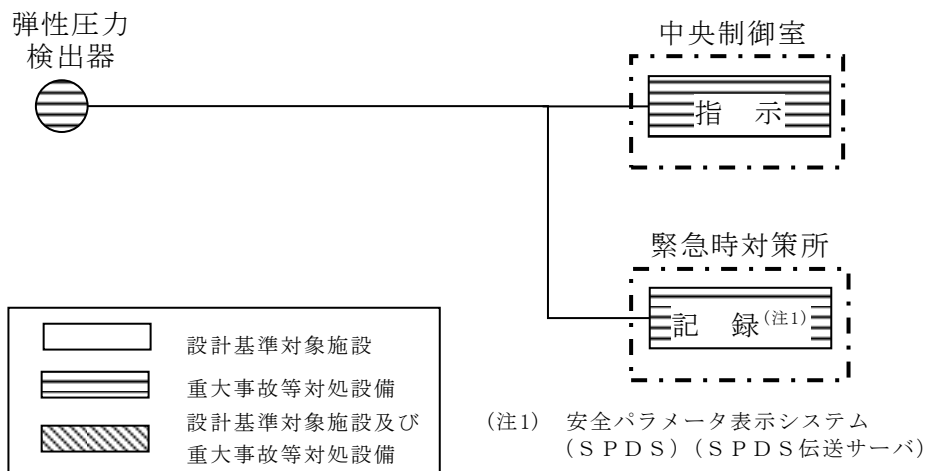 弾性圧力
検出器
中央制御室
指 示
緊急時対策所
記 録(注1)
設計基準対象施設
重大事故等対処設備
設計基準対象施設及び
重大事故等対処設備
(注1) 安全パラメータ表示システム
(SPDS)(SPDS伝送サーバ)